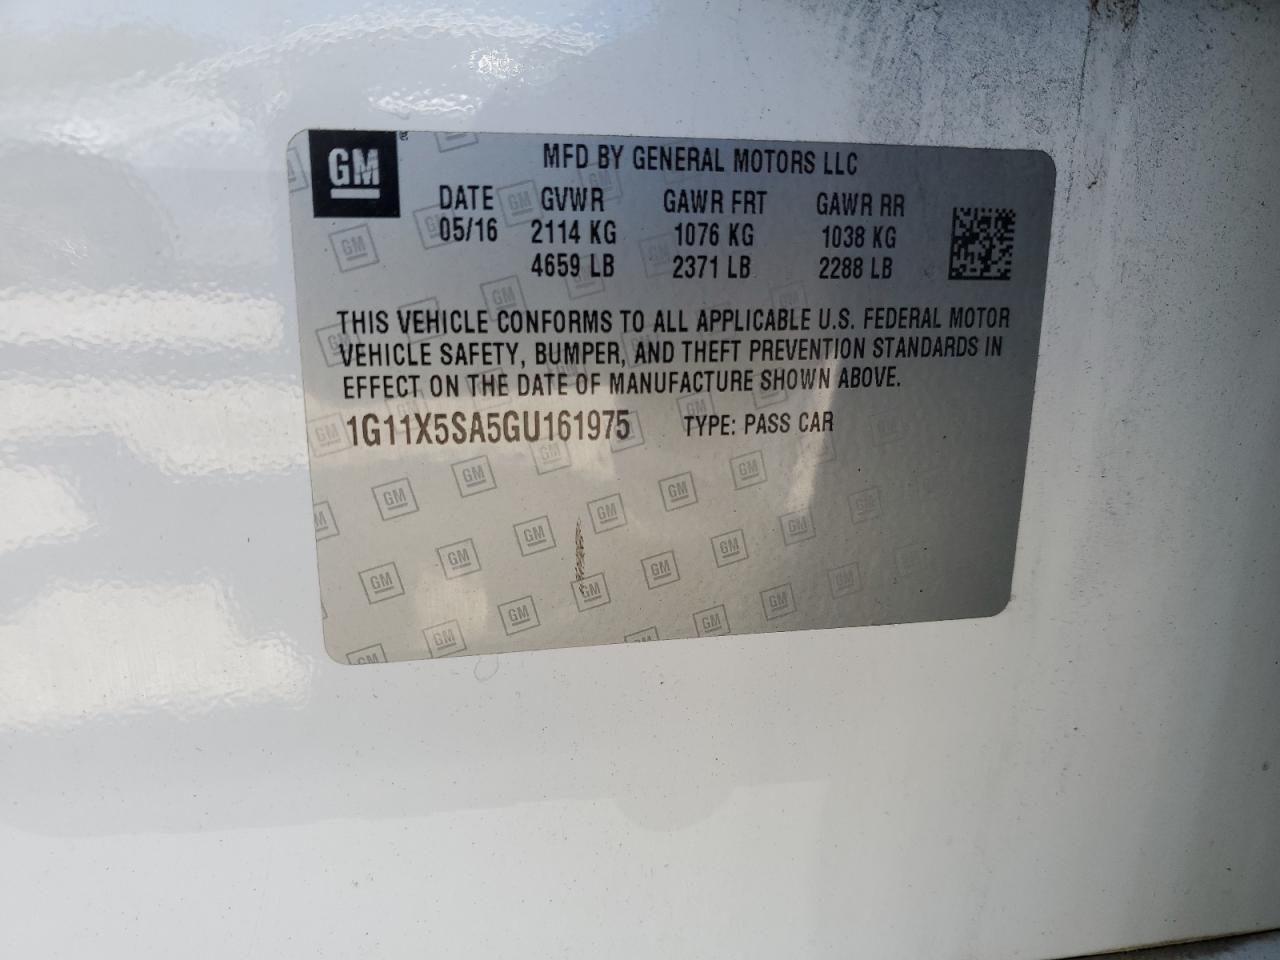 GM
MFD BY GENERAL MOTORS LLC
DATE GVWR GAWR FRT GAWR RR
05/16 2114 KG 1076 KG 1038 KG
4659 LB 2371 LB 2288 LB
THIS VEHICLE CONFORMS TO ALL APPLICABLE U.S. FEDERAL MOTOR
VEHICLE SAFETY, BUMPER, AND THEFT PREVENTION STANDARDS IN
EFFECT ON THE DATE OF MANUFACTURE SHOWN ABOVE.
1G11X5SA5GU161975 TYPE: PASS CAR